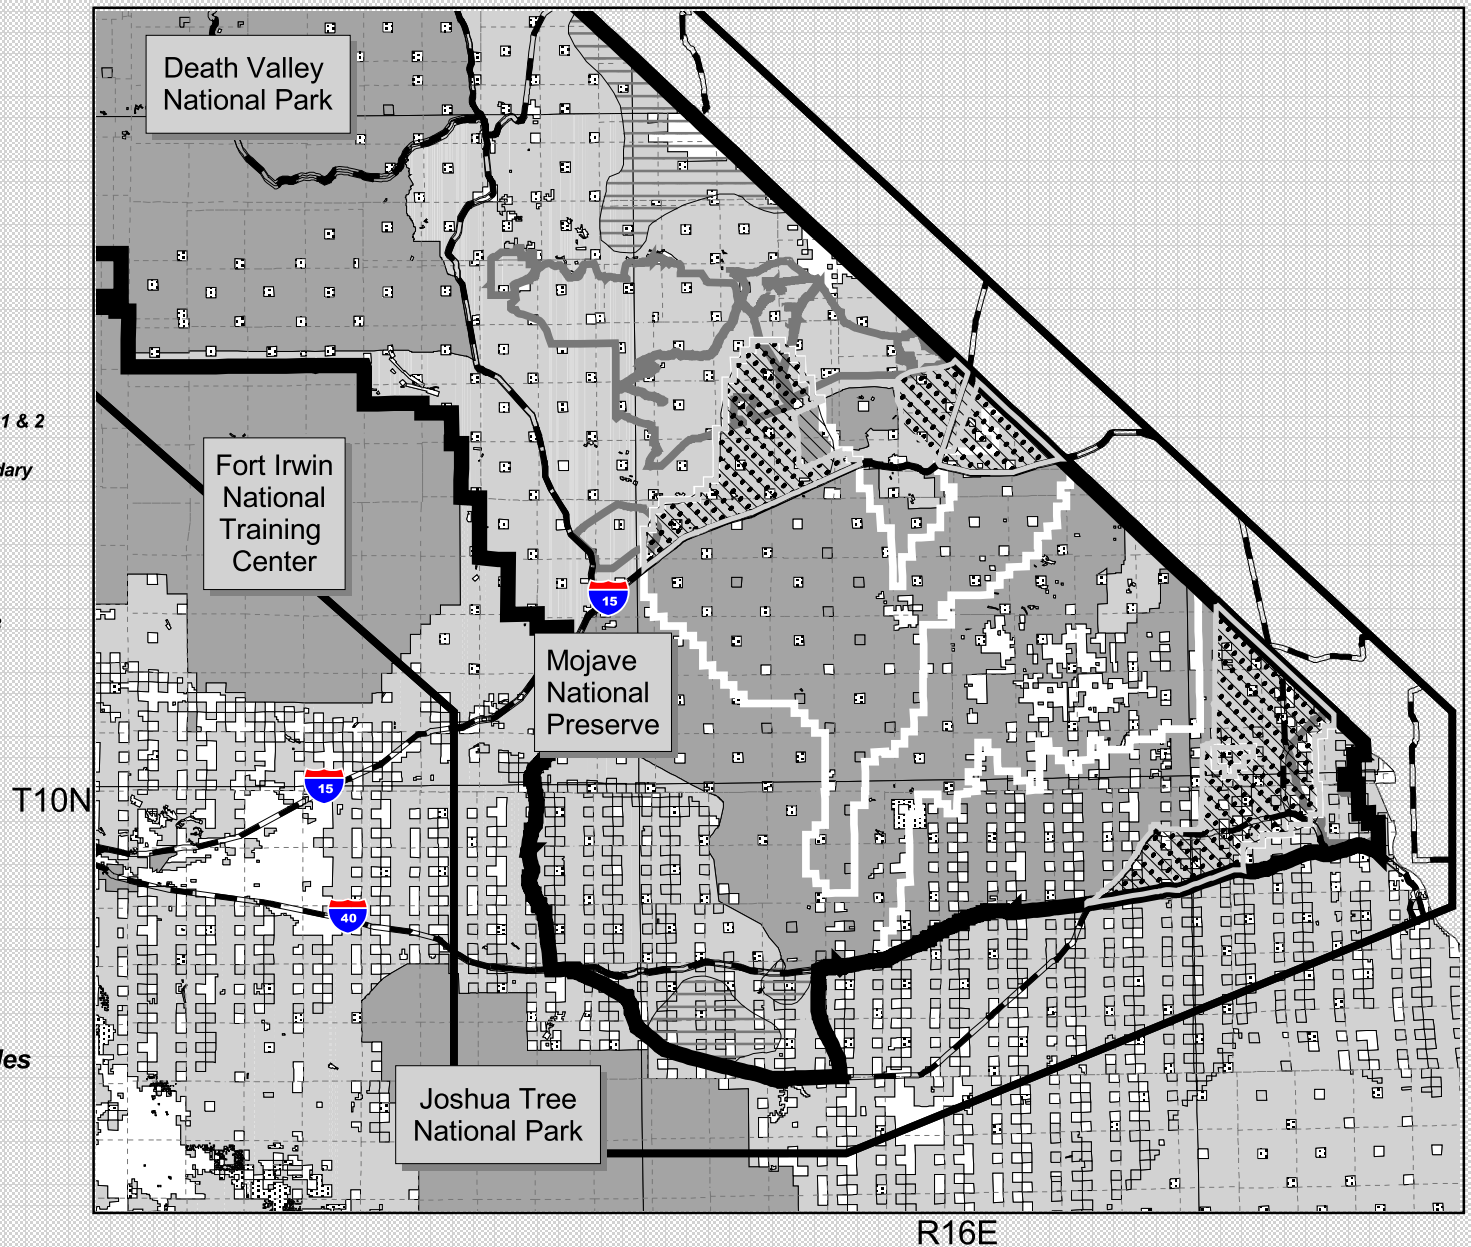 Death Valley
National Park
1 & 2
dary
Fort Irwin
National
Training
Center
15
Mojave
National
Preserve
15
T10N
40
les
Joshua Tree
National Park
R16E